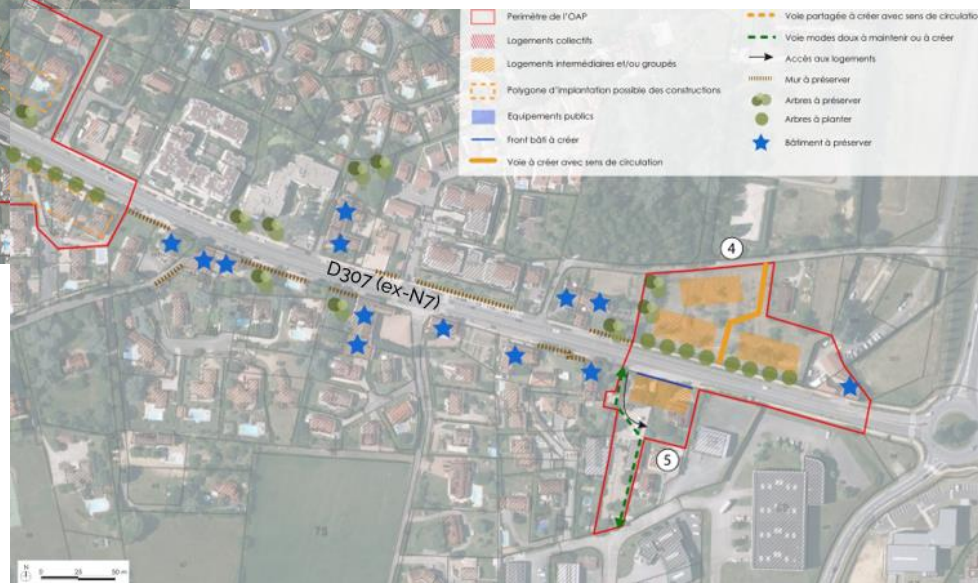 Perimètre de l'OAP
Logements collectifs
Logements intermédiaires et/ou groupés
Polygone d'implantation possible des constructions
Equipements publics
Front bâti à créer
Voie à créer avec sens de circulation
Voie partagée à créer avec sens de circulatio
Voie modes doux à maintenir ou à créer
Accès aux logements
Mur à préserver
Arbres à préserver
Arbres à planter
Bâtiment à préserver
4
D307 (ex-N7)
5
N
0 25 50 m